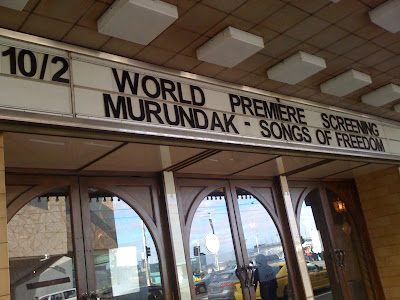 10/2
WORLD PREMIERE SCREENING
MURUNDAK - SONGS OF FREEDOM